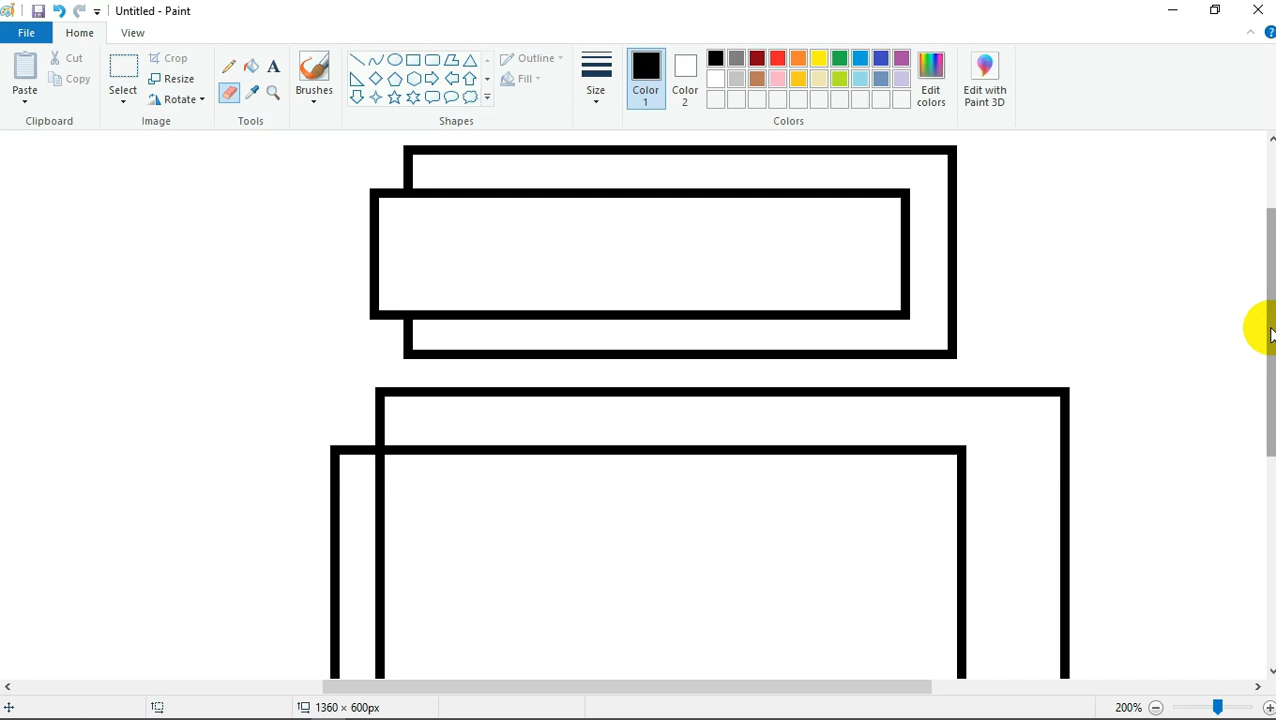 Untitled - Paint
File Home View
Paste
Cut
Copy
Clipboard
Select
Crop
Resize
Rotate
Image
Tools
Brushes
Outline
Fill
Shapes
Size
Color
1
Color
2
Edit
colors
Colors
Edit with
Paint 3D
1360 × 600px
200%